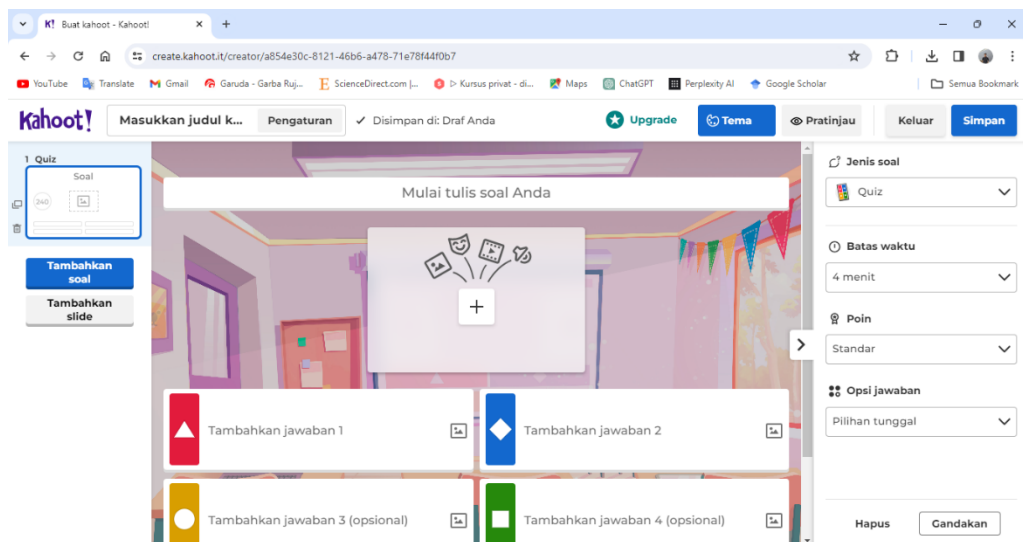 K! Buat kahoot - Kahoot!
create.kahoot.it/creator/a854e30c-8121-46b6-a478-71e78f44f0b7
YouTube Translate Gmail Garuda - Garba Ruj... ScienceDirect.com |... Kursus privat - di... Maps ChatGPT Perplexity AI Google Scholar Semua Bookmark
Kahoot! Masukkan judul k... Pengaturan Disimpan di: Draf Anda Upgrade Tema Pratinjau Keluar Simpan
1 Quiz
Soal
240
Tambahkan
soal
Tambahkan
slide
Mulai tulis soal Anda
Tambahkan jawaban 1
Tambahkan jawaban 2
Tambahkan jawaban 3 (opsional)
Tambahkan jawaban 4 (opsional)
Jenis soal
Quiz
Batas waktu
4 menit
Poin
Standar
Opsi jawaban
Pilihan tunggal
Hapus Gandakan